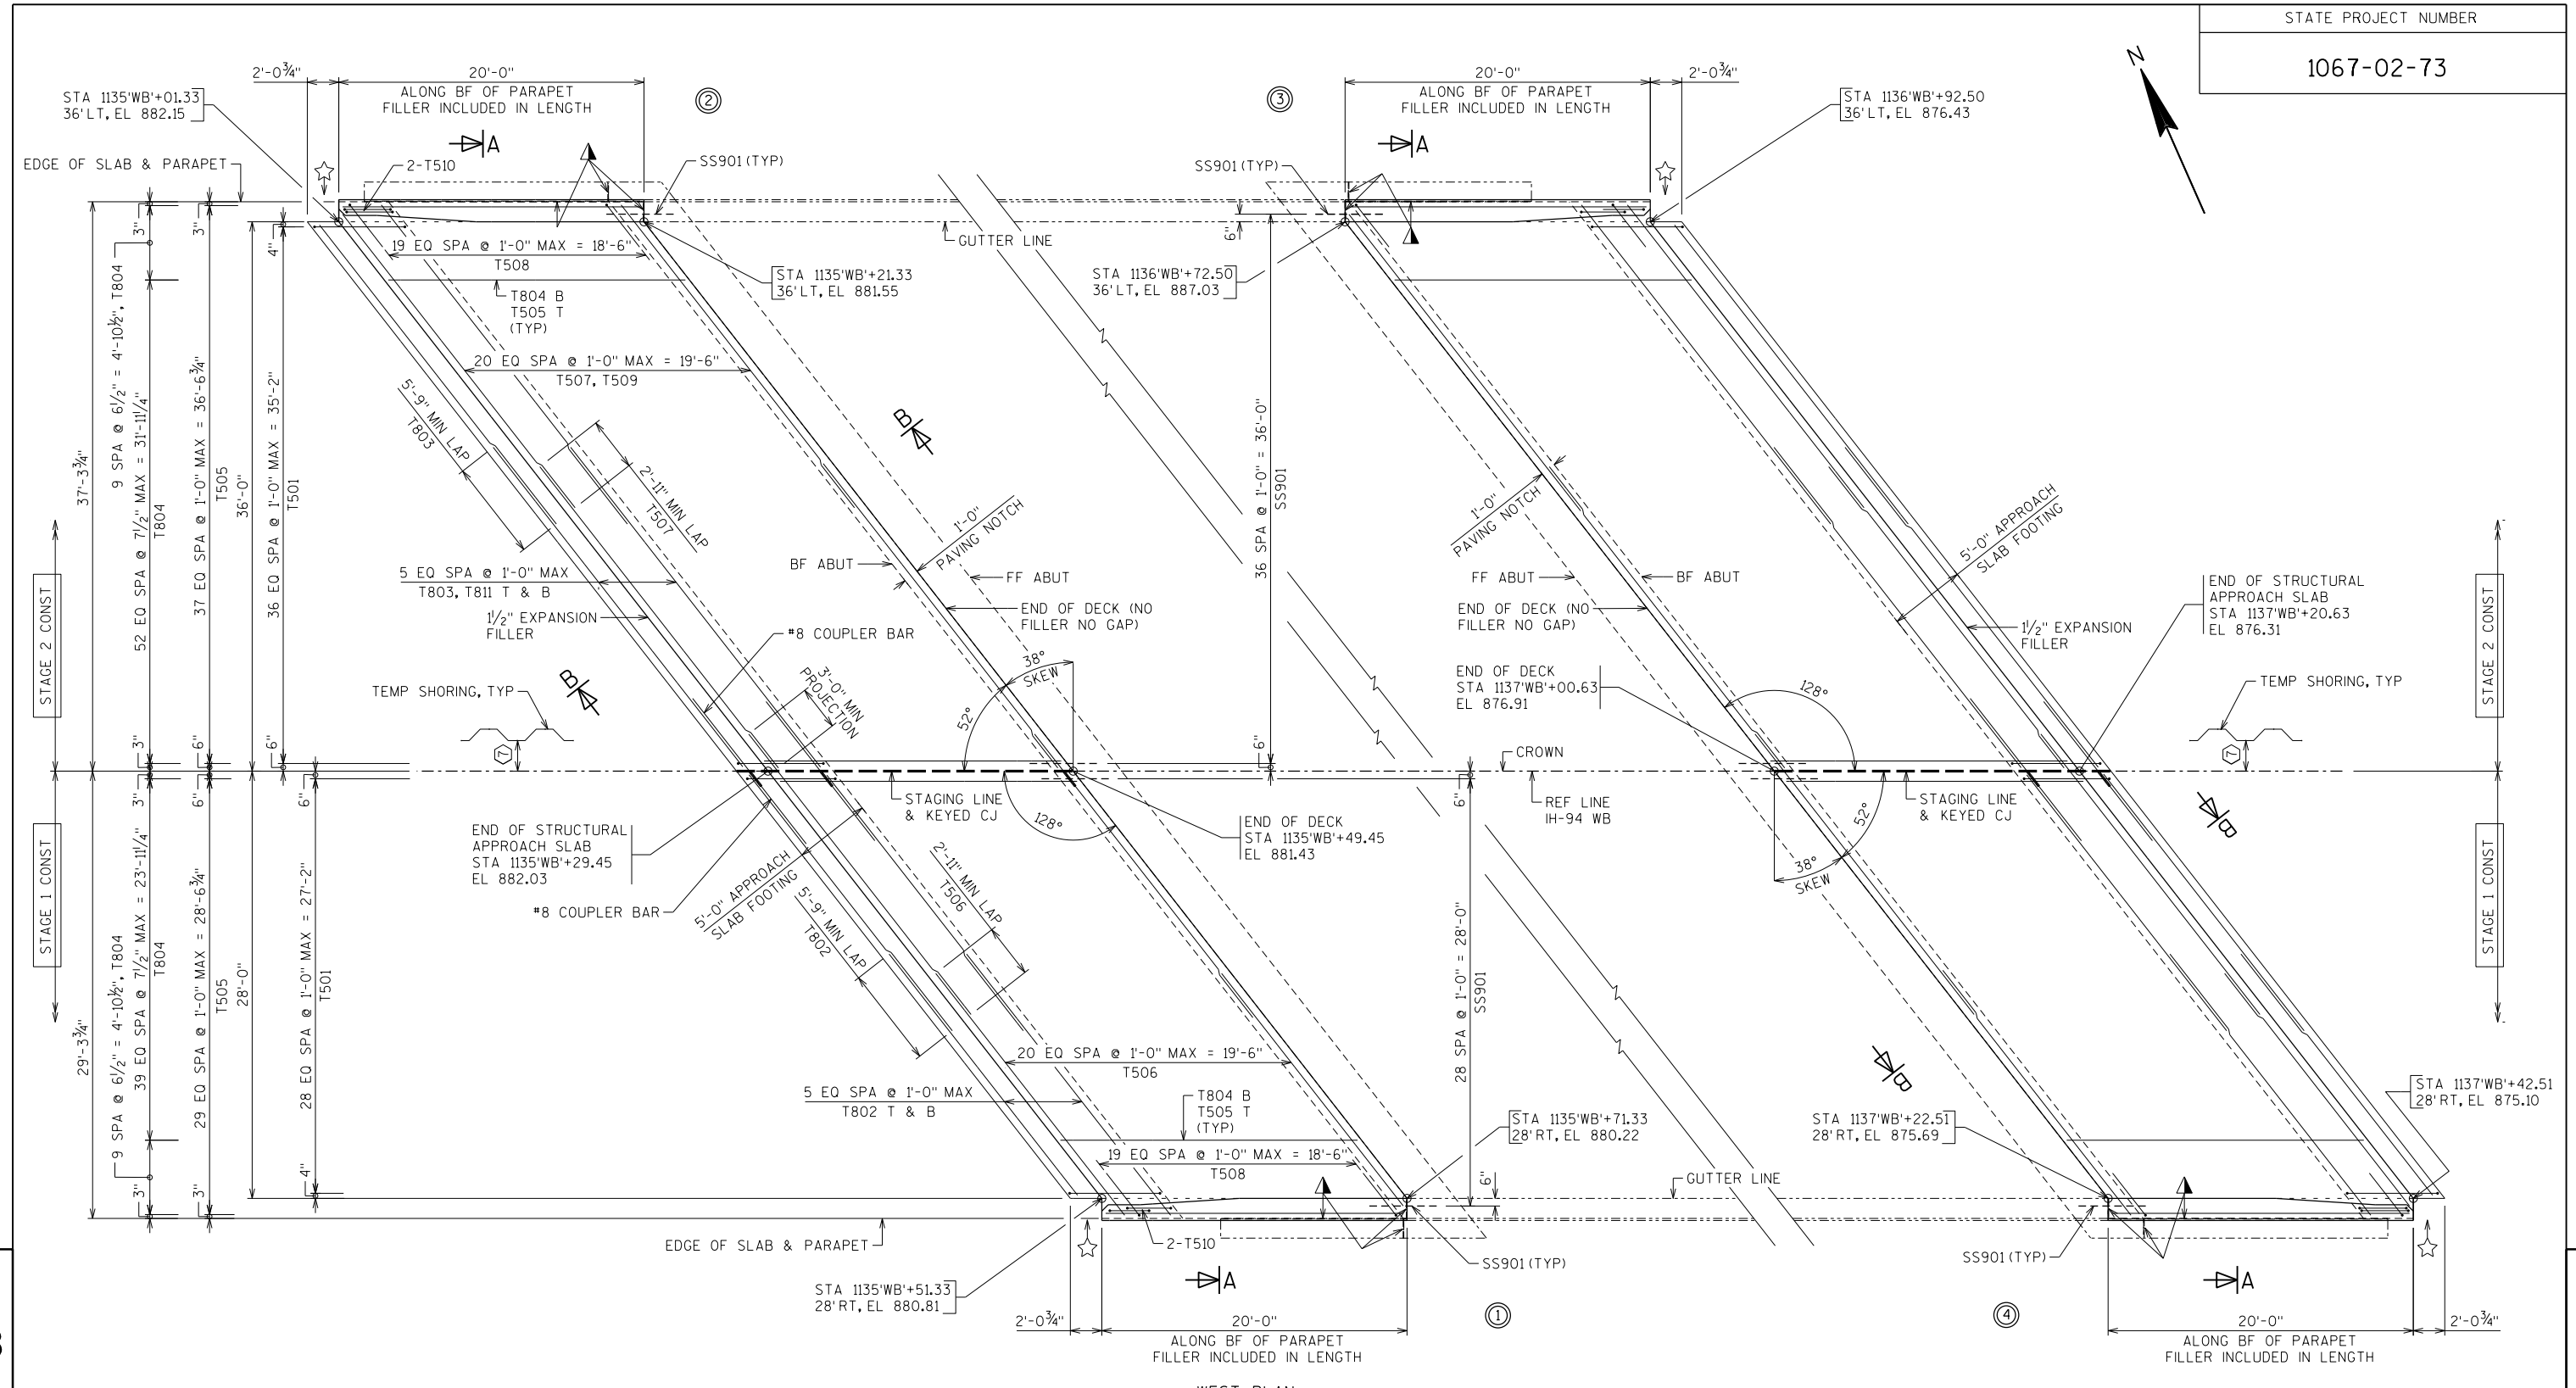 STATE PROJECT NUMBER
1067-02-73
N
2'-0¾"
20'-0"
ALONG BF OF PARAPET
FILLER INCLUDED IN LENGTH
2
STA 1135'WB'+01.33
36' LT, EL 882.15
A
EDGE OF SLAB & PARAPET
2-T510
SS901 (TYP)
3
20'-0"
ALONG BF OF PARAPET
FILLER INCLUDED IN LENGTH
2'-0¾"
STA 1136'WB'+92.50
36' LT, EL 876.43
A
SS901 (TYP)
3"
3"
4"
6"
GUTTER LINE
19 EQ SPA @ 1'-0" MAX = 18'-6"
T508
STA 1135'WB'+21.33
36' LT, EL 881.55
STA 1136'WB'+72.50
36' LT, EL 887.03
T804 B
T505 T
(TYP)
20 EQ SPA @ 1'-0" MAX = 19'-6"
T507, T509
37'-3¾"
9 SPA @ 6½" = 4'-10½", T804
52 EQ SPA @ 7½" MAX = 31'-11¼"
T804
37 EQ SPA @ 1'-0" MAX = 36'-6¾"
T505
36'-0"
36 EQ SPA @ 1'-0" MAX = 35'-2"
T501
5'-9" MIN LAP
T803
2'-11" MIN LAP
T507
B
1'-0"
PAVING NOTCH
36 SPA @ 1'-0" = 36'-0"
SS901
1'-0"
PAVING NOTCH
5'-0" APPROACH
SLAB FOOTING
STAGE 2 CONST
5 EQ SPA @ 1'-0" MAX
T803, T811 T & B
1½" EXPANSION
FILLER
BF ABUT
FF ABUT
END OF DECK (NO
FILLER NO GAP)
#8 COUPLER BAR
FF ABUT
BF ABUT
END OF DECK (NO
FILLER NO GAP)
END OF STRUCTURAL
APPROACH SLAB
STA 1137'WB'+20.63
EL 876.31
1½" EXPANSION
FILLER
STAGE 2 CONST
B
TEMP SHORING, TYP
7
3'-0" MIN
PROJECTION
38°
SKEW
52°
END OF DECK
STA 1137'WB'+00.63
EL 876.91
128°
TEMP SHORING, TYP
7
3"
6"
6"
6"
CROWN
3"
6"
6"
6"
STAGING LINE
& KEYED CJ
128°
REF LINE
IH-94 WB
STAGING LINE
& KEYED CJ
52°
38°
SKEW
B
STAGE 1 CONST
END OF STRUCTURAL
APPROACH SLAB
STA 1135'WB'+29.45
EL 882.03
#8 COUPLER BAR
END OF DECK
STA 1135'WB'+49.45
EL 881.43
STAGE 1 CONST
29'-3¾"
9 SPA @ 6½" = 4'-10½", T804
39 EQ SPA @ 7½" MAX = 23'-11¼"
T804
29 EQ SPA @ 1'-0" MAX = 28'-6¾"
T505
28'-0"
28 EQ SPA @ 1'-0" MAX = 27'-2"
T501
5'-0" APPROACH
SLAB FOOTING
5'-9" MIN LAP
T802
2'-11" MIN LAP
T506
28 SPA @ 1'-0" = 28'-0"
SS901
20 EQ SPA @ 1'-0" MAX = 19'-6"
T506
5 EQ SPA @ 1'-0" MAX
T802 T & B
T804 B
T505 T
(TYP)
B
STA 1135'WB'+71.33
28' RT, EL 880.22
STA 1137'WB'+22.51
28' RT, EL 875.69
STA 1137'WB'+42.51
28' RT, EL 875.10
19 EQ SPA @ 1'-0" MAX = 18'-6"
T508
3"
3"
4"
6"
GUTTER LINE
EDGE OF SLAB & PARAPET
2-T510
SS901 (TYP)
SS901 (TYP)
STA 1135'WB'+51.33
28' RT, EL 880.81
A
A
1
4
2'-0¾"
20'-0"
ALONG BF OF PARAPET
FILLER INCLUDED IN LENGTH
20'-0"
ALONG BF OF PARAPET
FILLER INCLUDED IN LENGTH
2'-0¾"